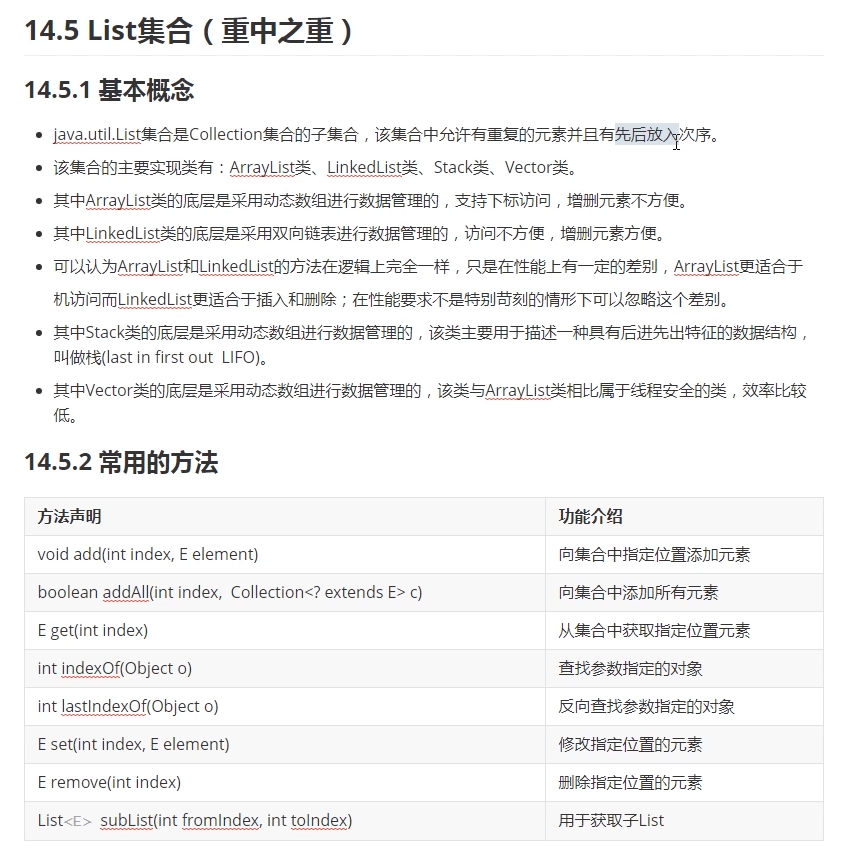 14.5 List集合（重中之重）
14.5.1 基本概念
java.util.List集合是Collection集合的子集合，该集合中允许有重复的元素并且有先后放入次序。
该集合的主要实现类有：ArrayList类、LinkedList类、Stack类、Vector类。
其中ArrayList类的底层是采用动态数组进行数据管理的，支持下标访问，增删元素不方便。
其中LinkedList类的底层是采用双向链表进行数据管理的，访问不方便，增删元素方便。
可以认为ArrayList和LinkedList的方法在逻辑上完全一样，只是在性能上有一定的差别，ArrayList更适合于
机访问而LinkedList更适合于插入和删除；在性能要求不是特别苛刻的情形下可以忽略这个差别。
其中Stack类的底层是采用动态数组进行数据管理的，该类主要用于描述一种具有后进先出特征的数据结构，
叫做栈(last in first out LIFO)。
其中Vector类的底层是采用动态数组进行数据管理的，该类与ArrayList类相比属于线程安全的类，效率比较
低。
14.5.2 常用的方法
方法声明 功能介绍
void add(int index, E element) 向集合中指定位置添加元素
boolean addAll(int index, Collection<? extends E> c) 向集合中添加所有元素
E get(int index) 从集合中获取指定位置元素
int indexOf(Object o) 查找参数指定的对象
int lastIndexOf(Object o) 反向查找参数指定的对象
E set(int index, E element) 修改指定位置的元素
E remove(int index) 删除指定位置的元素
List<E> subList(int fromIndex, int toIndex) 用于获取子List